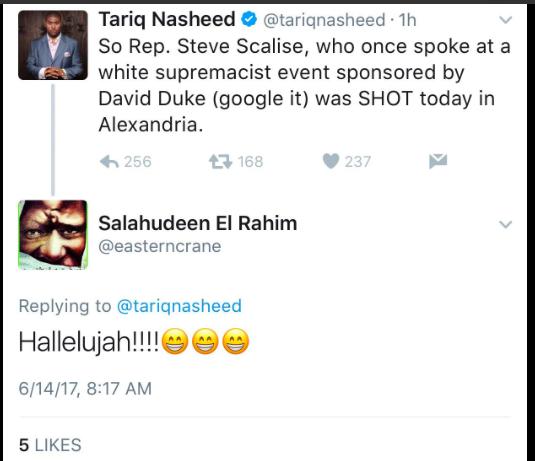 Tariq Nasheed @tariqnasheed · 1h
So Rep. Steve Scalise, who once spoke at a
white supremacist event sponsored by
David Duke (google it) was SHOT today in
Alexandria.
256 168 237
Salahudeen El Rahim
@easterncrane
Replying to @tariqnasheed
Hallelujah!!!!😁😁😁
6/14/17, 8:17 AM
5 LIKES